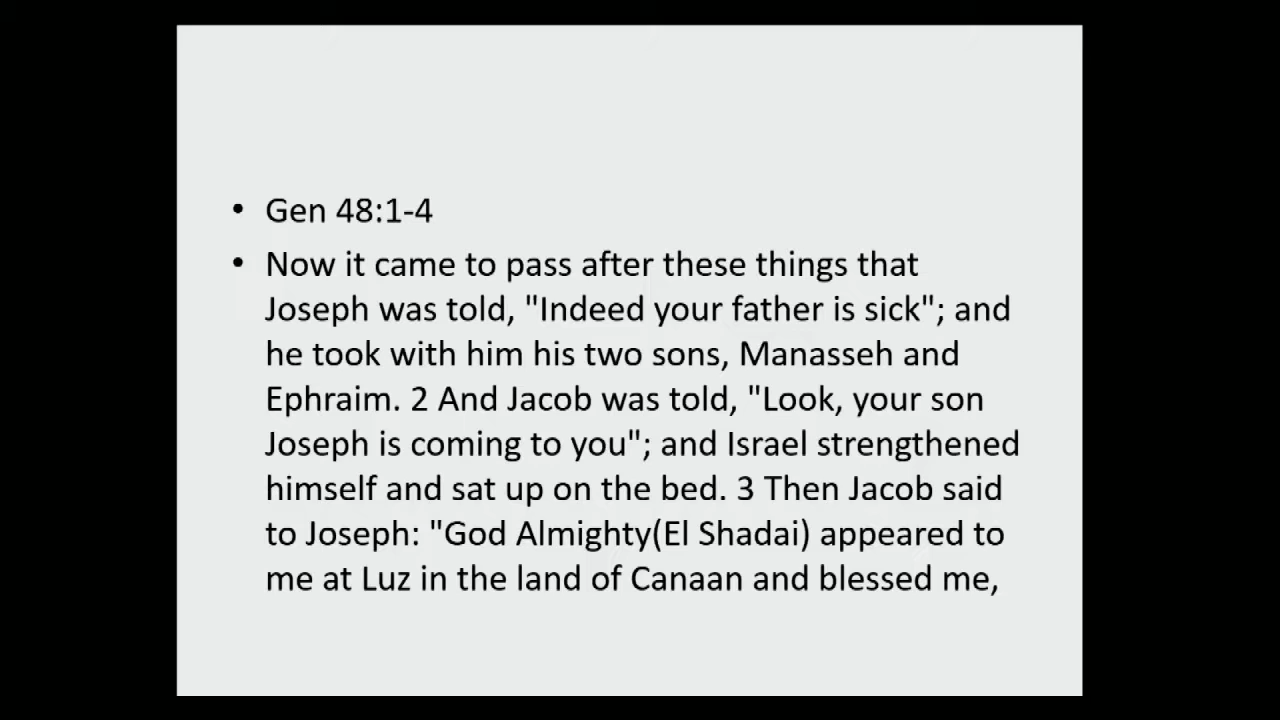 • Gen 48:1-4
• Now it came to pass after these things that
Joseph was told, "Indeed your father is sick"; and
he took with him his two sons, Manasseh and
Ephraim. 2 And Jacob was told, "Look, your son
Joseph is coming to you"; and Israel strengthened
himself and sat up on the bed. 3 Then Jacob said
to Joseph: "God Almighty(El Shadai) appeared to
me at Luz in the land of Canaan and blessed me,